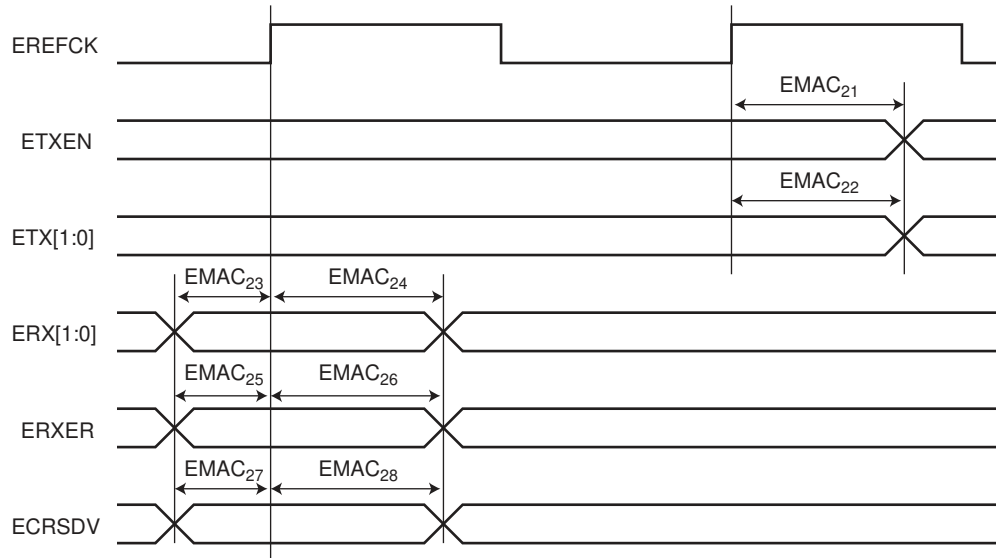 EREFCK
EMAC₂₁
ETXEN
EMAC₂₂
ETX[1:0]
EMAC₂₃ EMAC₂₄
ERX[1:0]
EMAC₂₅ EMAC₂₆
ERXER
EMAC₂₇ EMAC₂₈
ECRSDV